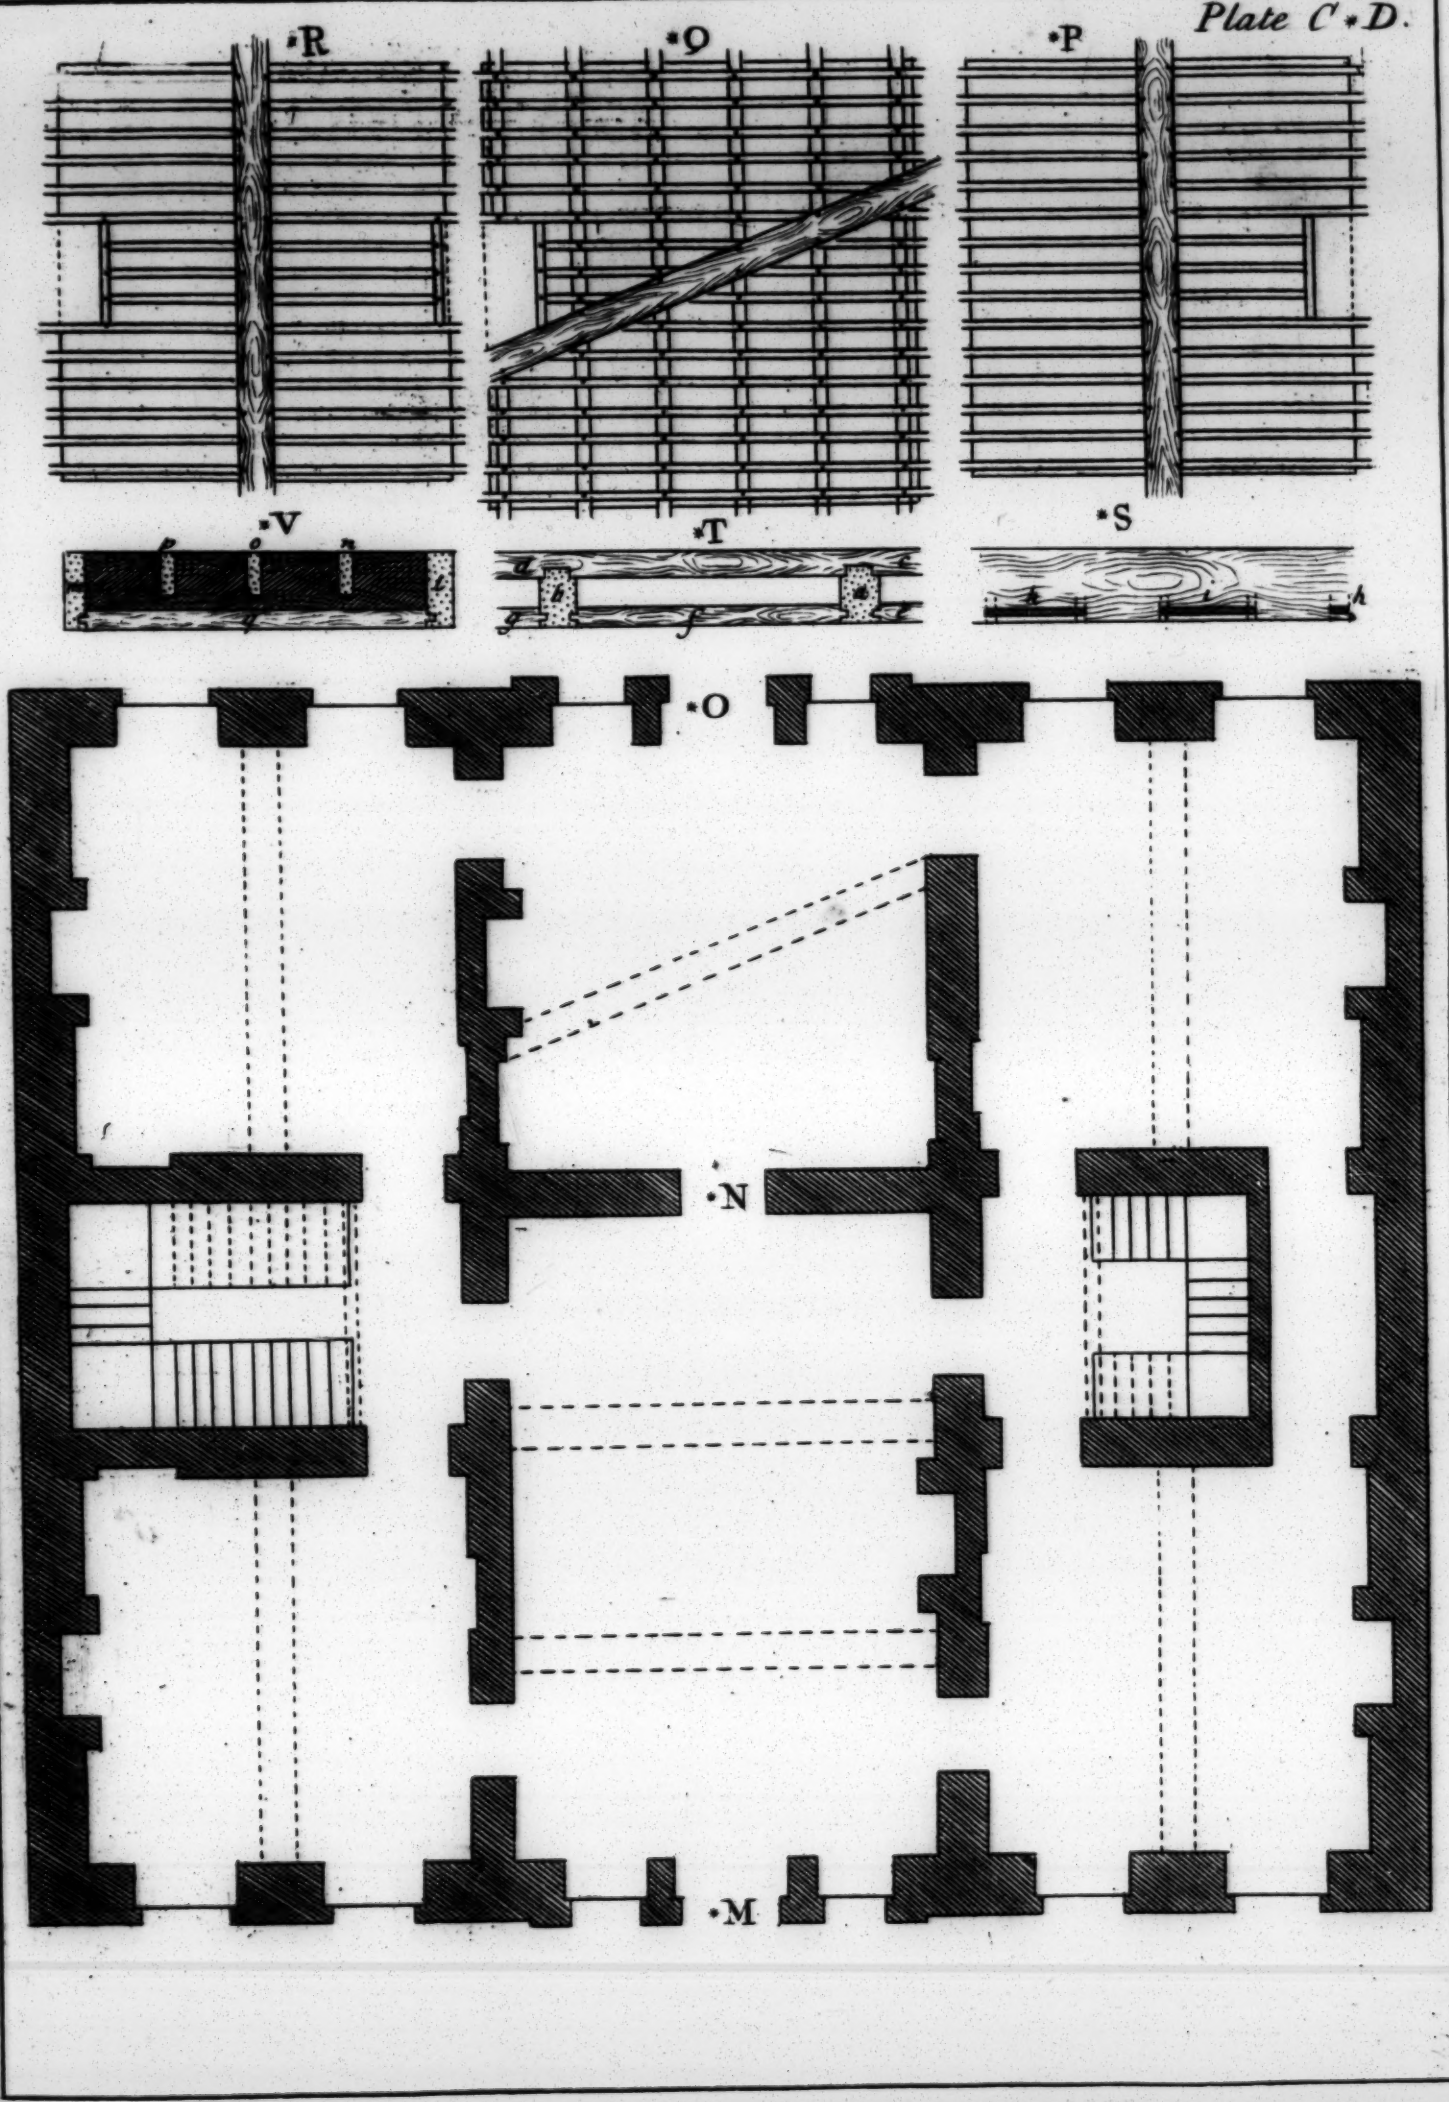 Plate C*D.
*R *Q *P
*V *T *S
p o n d c
t b a k i h
q g f e
*O
*N
*M